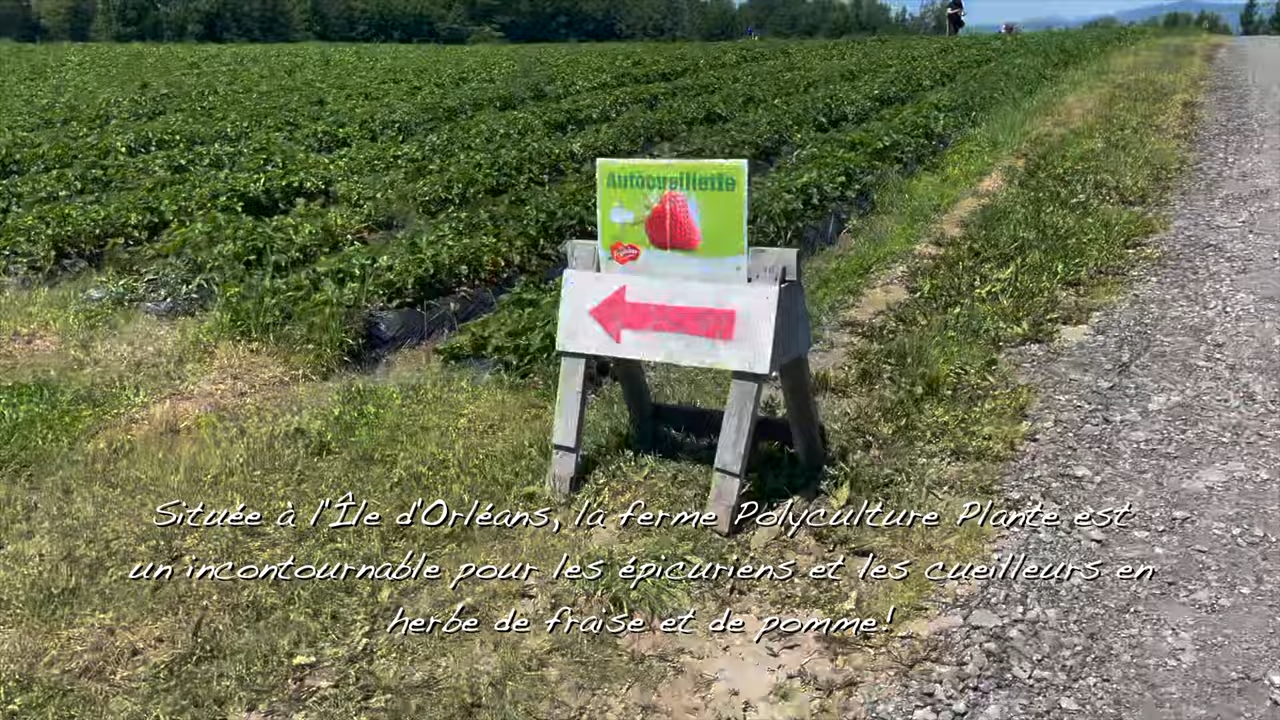 Autocueillette
Située à l'Île d'Orléans, la ferme Polyculture Plante est
un incontournable pour les épicuriens et les cueilleurs en
herbe de fraise et de pomme!